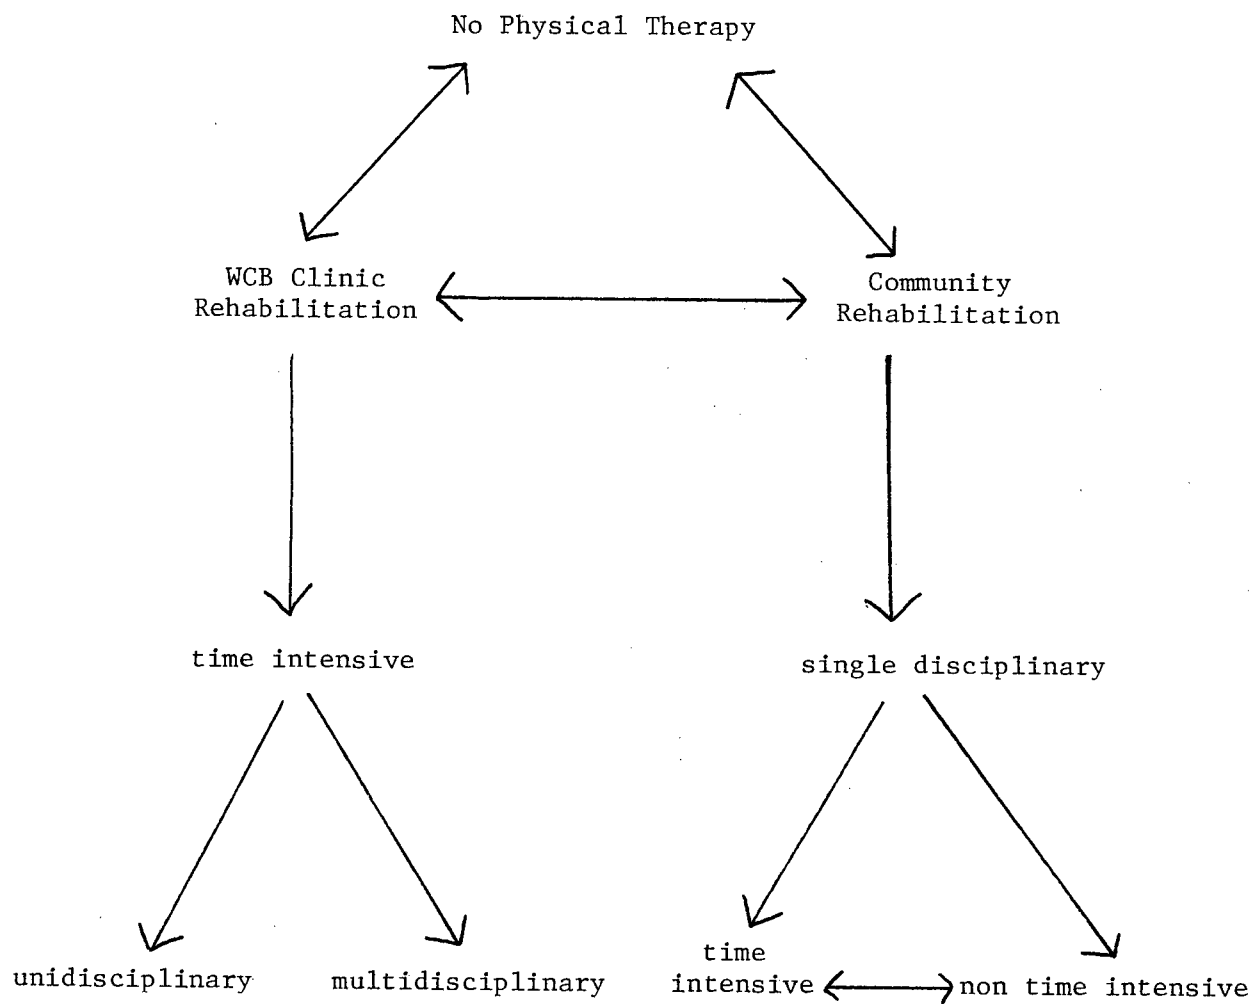 No Physical Therapy
WCB Clinic
Rehabilitation
Community
Rehabilitation
time intensive
single disciplinary
unidisciplinary
multidisciplinary
time
intensive
non time intensive